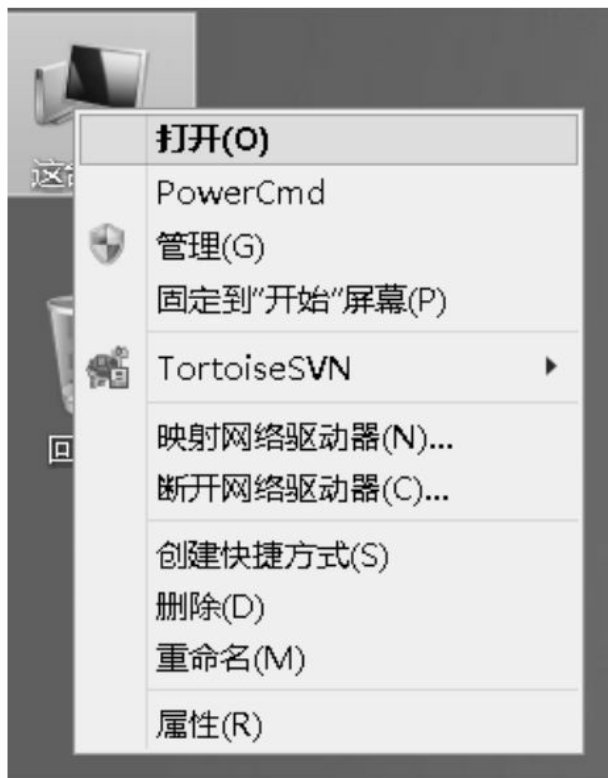 打开(O)
PowerCmd
管理(G)
固定到"开始"屏幕(P)
TortoiseSVN
映射网络驱动器(N)...
断开网络驱动器(C)...
创建快捷方式(S)
删除(D)
重命名(M)
属性(R)
这
回